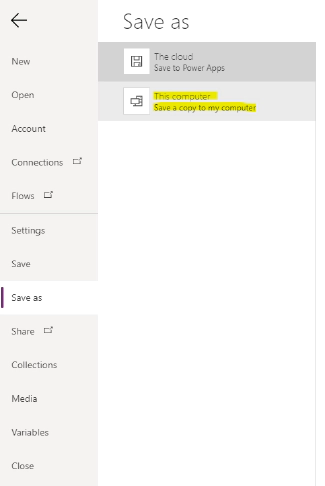 Save as
The cloud
Save to Power Apps
This computer
Save a copy to my computer
New
Open
Account
Connections
Flows
Settings
Save
Save as
Share
Collections
Media
Variables
Close